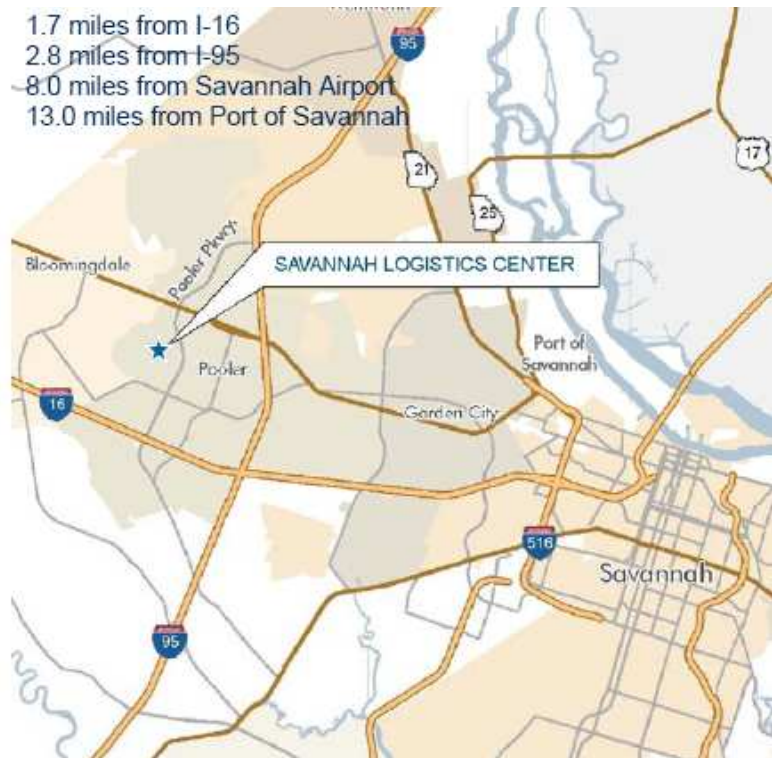 1.7 miles from I-16
2.8 miles from I-95
8.0 miles from Savannah Airport
13.0 miles from Port of Savannah
95
21
17
25
Pooler Pkwy.
Bloomingdale
SAVANNAH LOGISTICS CENTER
Port of
Savannah
Pooler
16
Garden City
516
Savannah
95